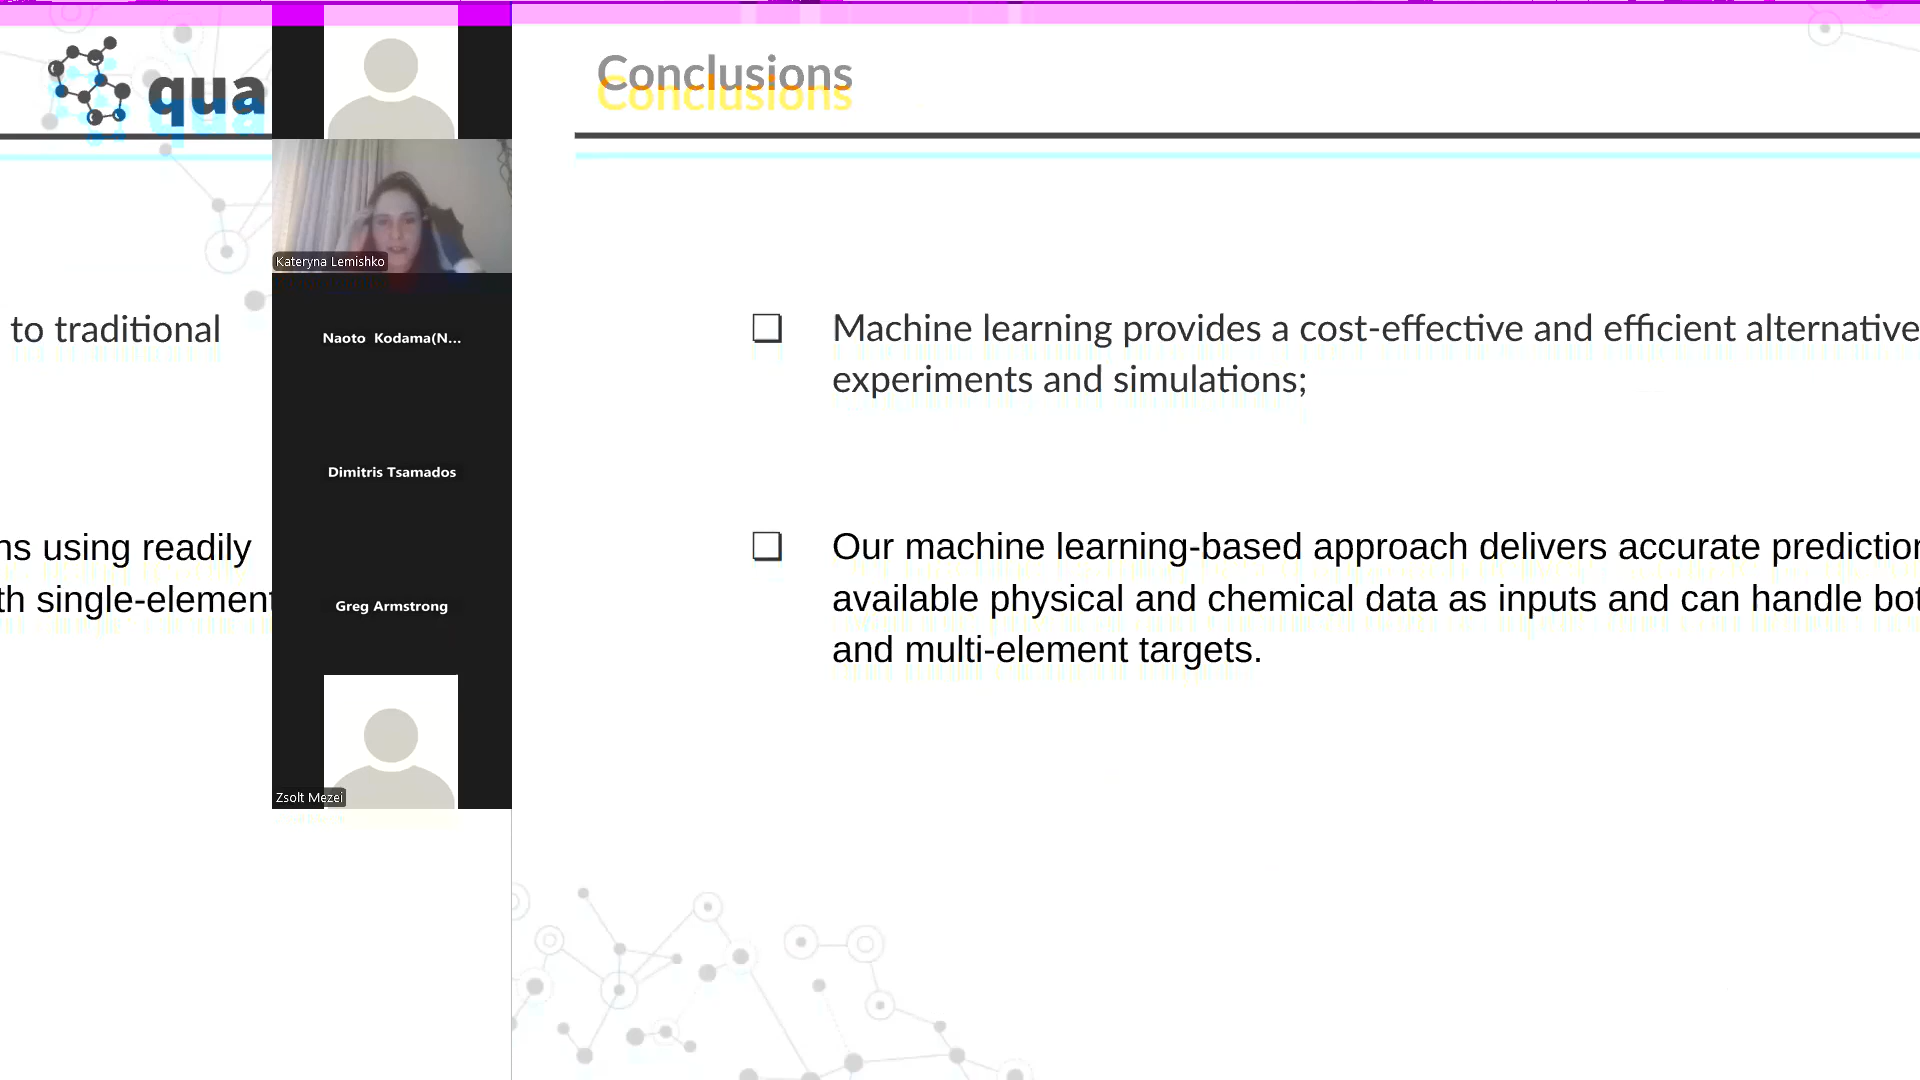 qua
Conclusions
Kateryna Lemishko
Naoto Kodama(N...
Dimitris Tsamados
Greg Armstrong
Zsolt Mezei
to traditional
Machine learning provides a cost-effective and efficient alternative
experiments and simulations;
ns using readily
Our machine learning-based approach delivers accurate prediction
th single-element
available physical and chemical data as inputs and can handle bot
and multi-element targets.